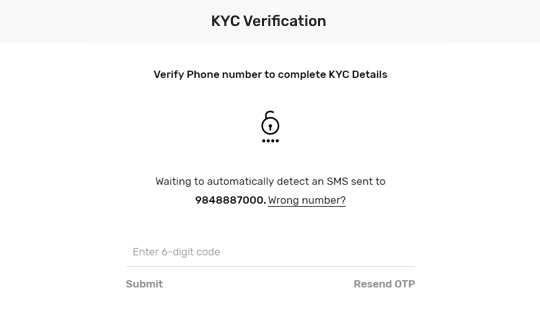 KYC Verification
Verify Phone number to complete KYC Details
Waiting to automatically detect an SMS sent to
9848887000. Wrong number?
Enter 6-digit code
Submit
Resend OTP